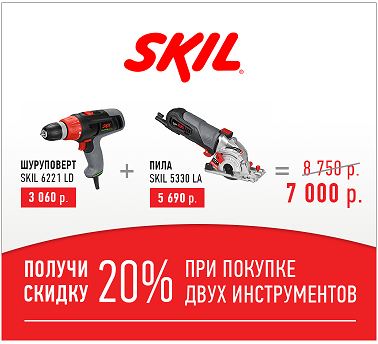 SKIL®
ШУРУПОВЕРТ
SKIL 6221 LD
3 060 р.
+
ПИЛА
SKIL 5330 LA
5 690 р.
=
8 750 р.
7 000 р.
ПОЛУЧИ
СКИДКУ
20%
ПРИ ПОКУПКЕ
ДВУХ ИНСТРУМЕНТОВ